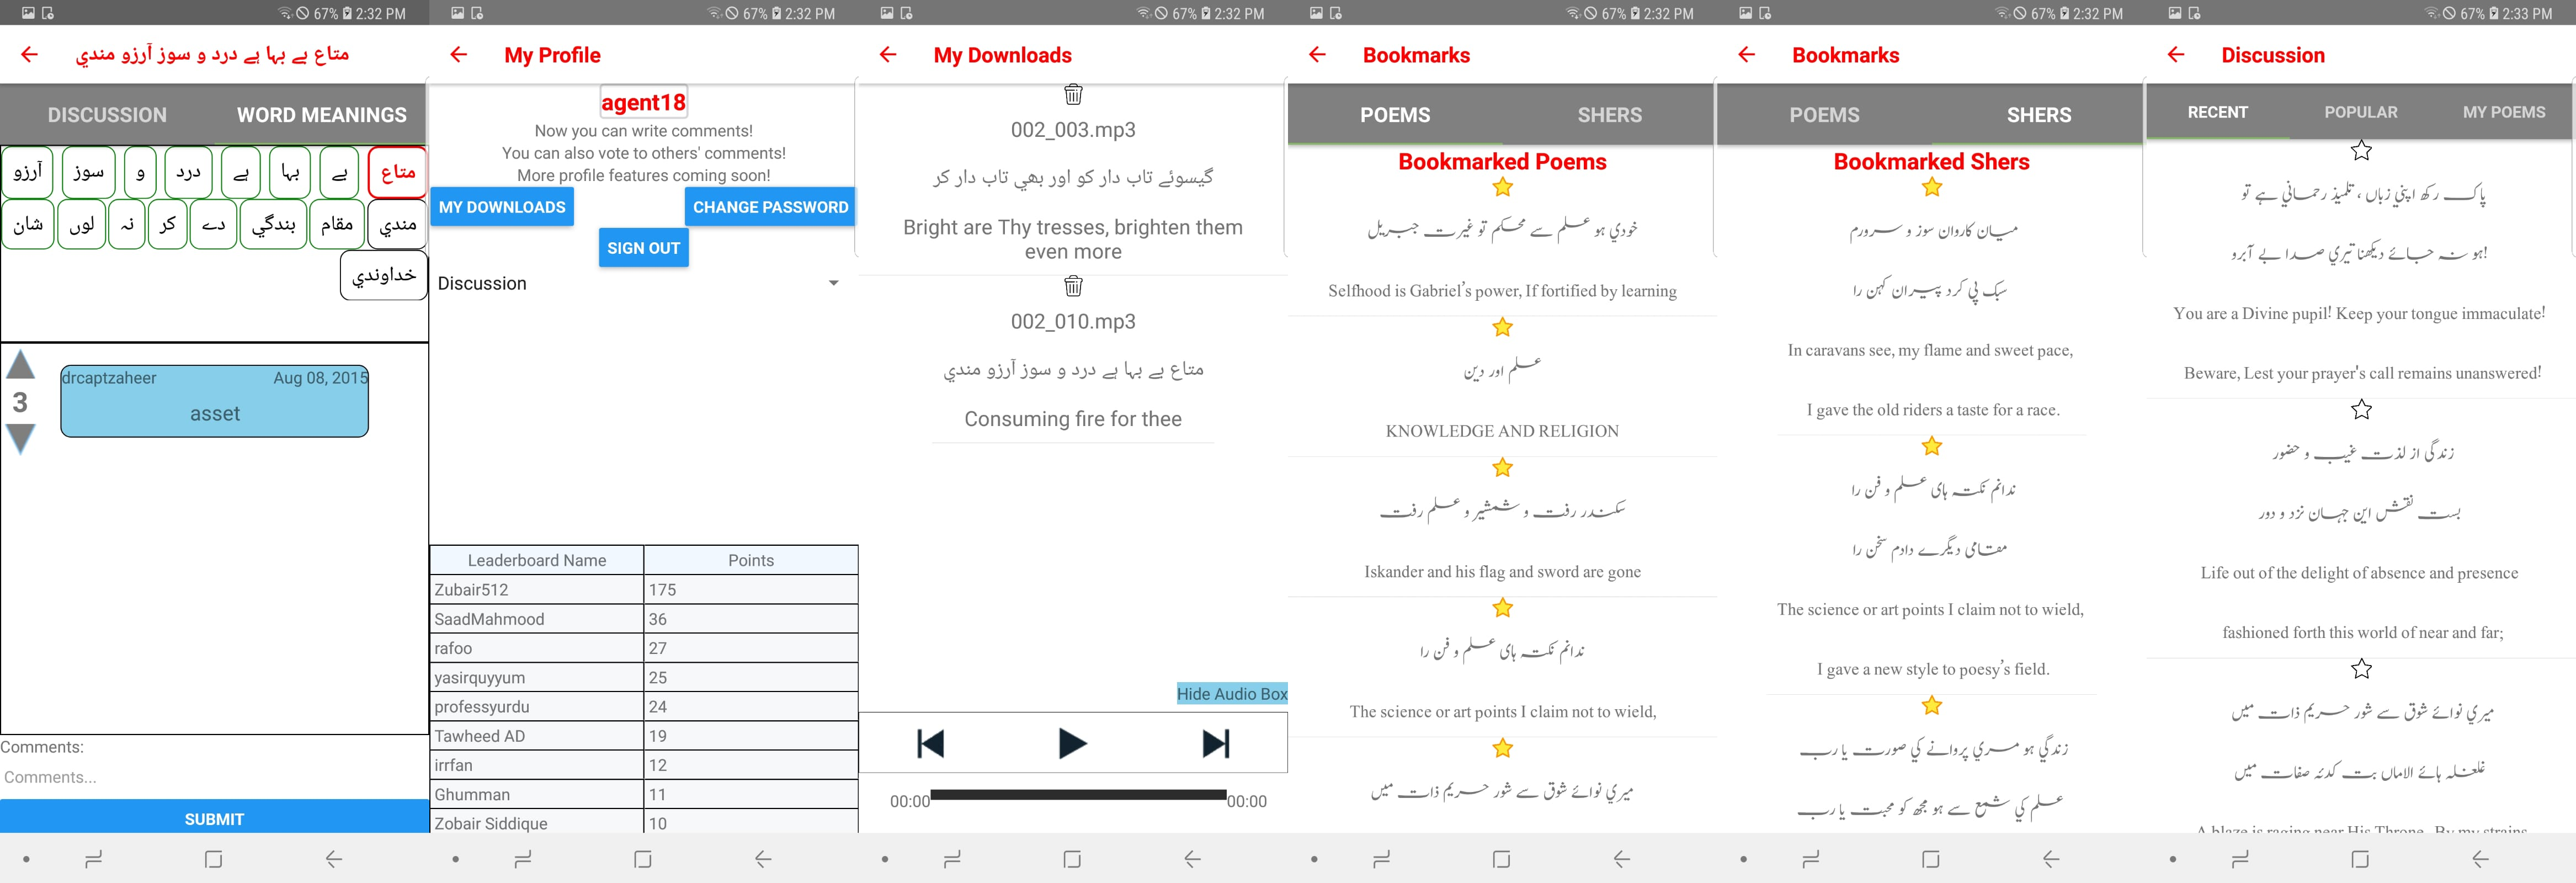 67% 2:32 PM
متاع بے بہا ہے درد و سوز آرزو مندي
DISCUSSION WORD MEANINGS
متاع بے بہا ہے درد و سوز آرزو
مندي مقام بندگي دے کر نہ لوں شان
خداوندي
3
drcaptzaheer Aug 08, 2015
asset
Comments:
Comments...
SUBMIT
67% 2:32 PM
My Profile
agent18
Now you can write comments!
You can also vote to others' comments!
More profile features coming soon!
MY DOWNLOADS CHANGE PASSWORD
SIGN OUT
Discussion
Leaderboard Name Points
Zubair512 175
SaadMahmood 36
rafoo 27
yasirquyyum 25
professyurdu 24
Tawheed AD 19
irrfan 12
Ghumman 11
Zobair Siddique 10
67% 2:32 PM
My Downloads
002_003.mp3
گيسوئے تاب دار کو اور بھي تاب دار کر
Bright are Thy tresses, brighten them
even more
002_010.mp3
متاع بے بہا ہے درد و سوز آرزو مندي
Consuming fire for thee
Hide Audio Box
00:00 00:00
67% 2:32 PM
Bookmarks
POEMS SHERS
Bookmarked Poems
خودي ہو علم سے محکم تو غيرت جبريل
Selfhood is Gabriel’s power, If fortified by learning
علم اور دين
KNOWLEDGE AND RELIGION
سکندر رفت و شمشير و علم رفت
Iskander and his flag and sword are gone
ندانم نکتہ ہای علم و فن را
The science or art points I claim not to wield,
ميري نوائے شوق سے شور حريم ذات ميں
67% 2:32 PM
Bookmarks
POEMS SHERS
Bookmarked Shers
میان کاروان سوز و سرورم
سبک پی کرد پیران کہن را
In caravans see, my flame and sweet pace,
I gave the old riders a taste for a race.
ندانم نکتہ ہای علم و فن را
مقامی دیگرے دادم سخن را
The science or art points I claim not to wield,
I gave a new style to poesy’s field.
زندگي ہو مري پروانے کي صورت يا رب
علم کي شمع سے ہو مجھ کو محبت يا رب
67% 2:33 PM
Discussion
RECENT POPULAR MY POEMS
پاک رکھ اپني زباں ، تلميذ رحماني ہے تو
ہو نہ جائے ديکھنا تيري صدا بے آبرو!
You are a Divine pupil! Keep your tongue immaculate!
Beware, Lest your prayer's call remains unanswered!
زندگی از لذت غیب و حضور
بست نقش این جہان نزد و دور
Life out of the delight of absence and presence
fashioned forth this world of near and far;
ميري نوائے شوق سے شور حريم ذات ميں
غلغلہ ہائے الاماں بت کدئہ صفات ميں
A blaze is raging near His Throne, By my strains